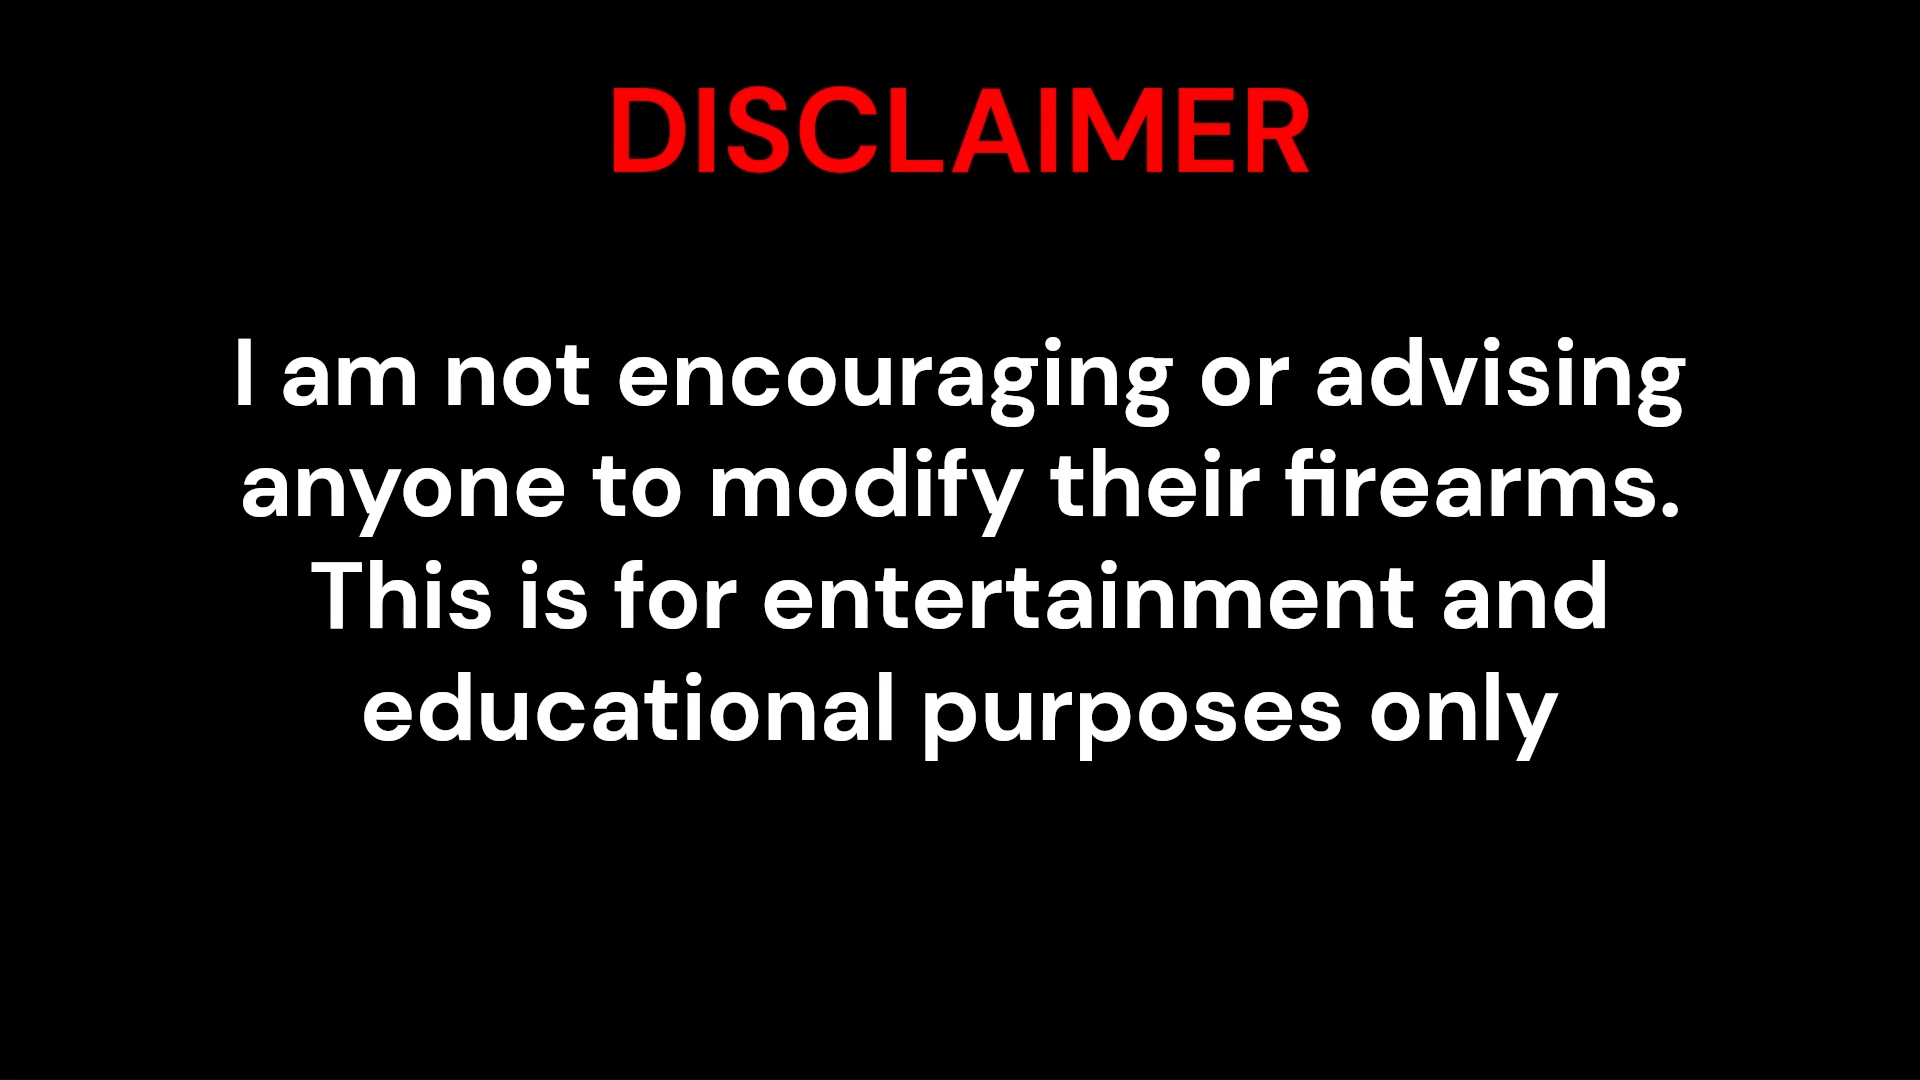 DISCLAIMER
I am not encouraging or advising
anyone to modify their firearms.
This is for entertainment and
educational purposes only